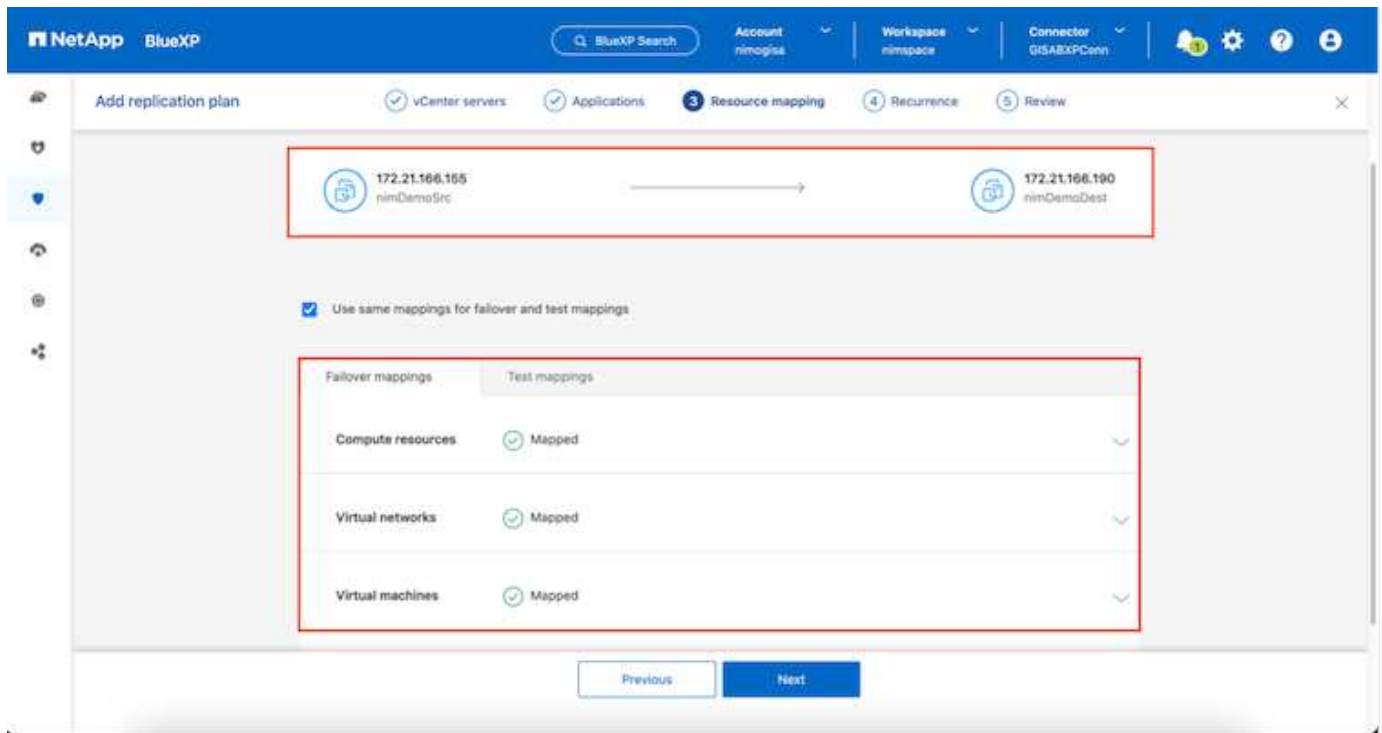 NetApp BlueXP
BlueXP Search
Account
nimogisa
Workspace
nimspace
Connector
GISABXPConn
1
Add replication plan
vCenter servers
Applications
3 Resource mapping
4 Recurrence
5 Review
172.21.166.155
nimDemoSrc
172.21.166.190
nimDemoDest
Use same mappings for failover and test mappings
Failover mappings
Test mappings
Compute resources
Mapped
Virtual networks
Mapped
Virtual machines
Mapped
Previous
Next